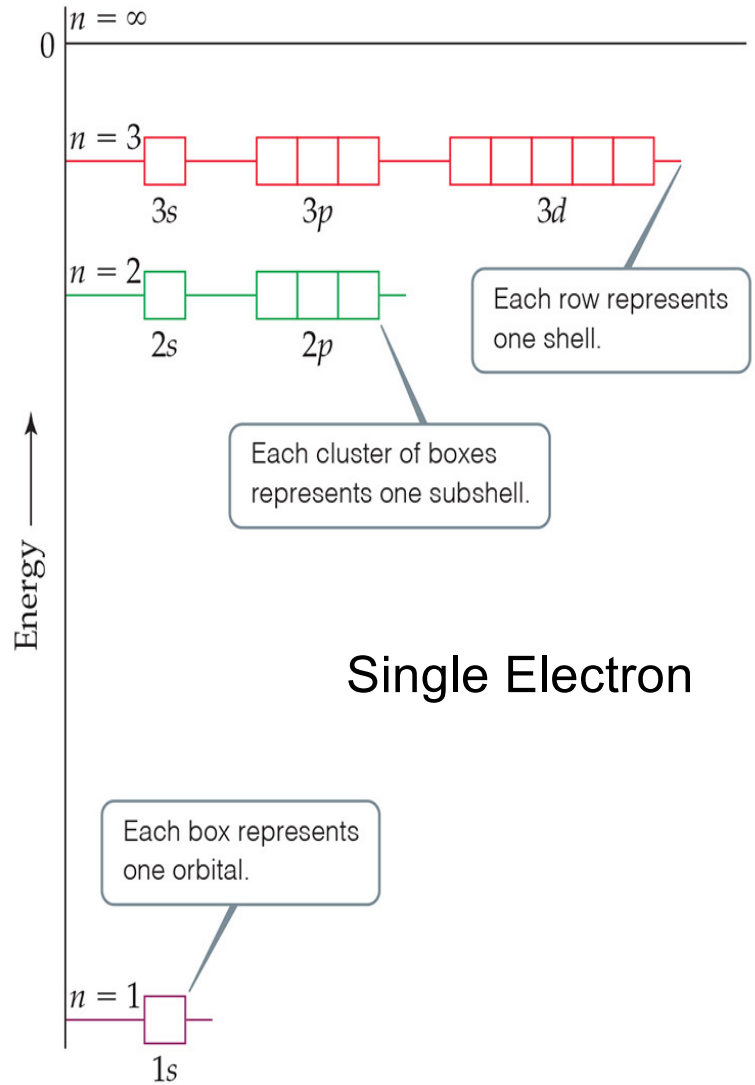 n = ∞
0
n = 3
3s 3p 3d
n = 2
2s 2p
Each row represents
one shell.
Each cluster of boxes
represents one subshell.
Energy
Single Electron
Each box represents
one orbital.
n = 1
1s